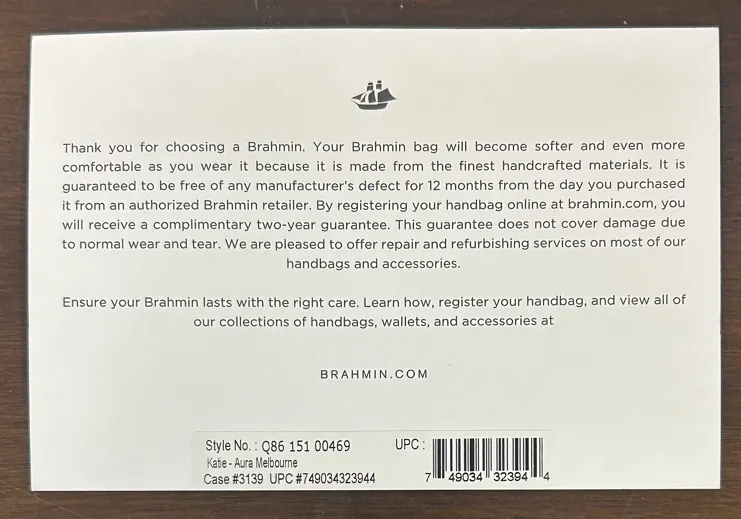 Thank you for choosing a Brahmin. Your Brahmin bag will become softer and even more
comfortable as you wear it because it is made from the finest handcrafted materials. It is
guaranteed to be free of any manufacturer's defect for 12 months from the day you purchased
it from an authorized Brahmin retailer. By registering your handbag online at brahmin.com, you
will receive a complimentary two-year guarantee. This guarantee does not cover damage due
to normal wear and tear. We are pleased to offer repair and refurbishing services on most of our
handbags and accessories.
Ensure your Brahmin lasts with the right care. Learn how, register your handbag, and view all of
our collections of handbags, wallets, and accessories at
BRAHMIN.COM
Style No. : Q86 151 00469 UPC :
Katie - Aura Melbourne
Case #3139 UPC #749034323944
7 49034 32394 4